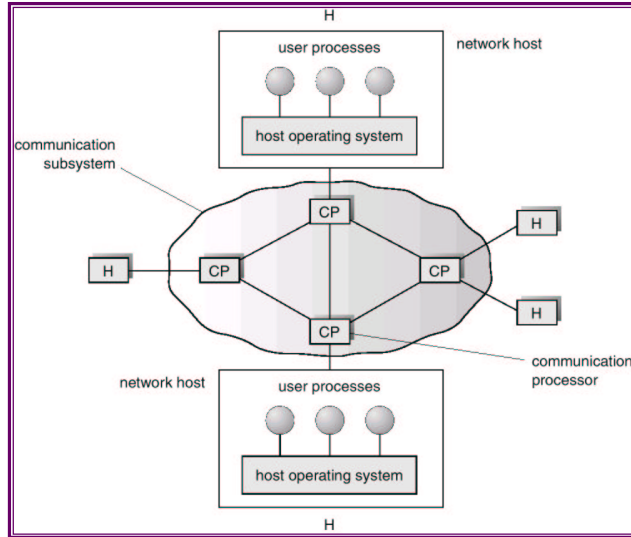 H
user processes
network host
host operating system
communication
subsystem
CP
H
H
CP
CP
H
CP
communication
processor
network host
user processes
host operating system
H